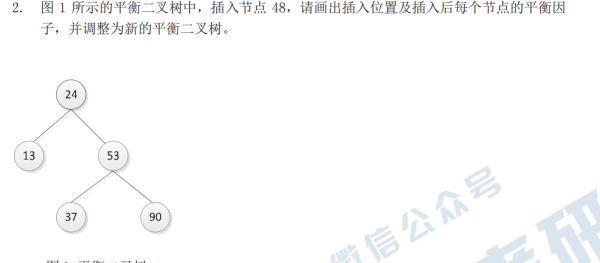 2. 图 1 所示的平衡二叉树中，插入节点 48，请画出插入位置及插入后每个节点的平衡因
子，并调整为新的平衡二叉树。
24
13
53
37
90
微信公众号
图 1 平衡二叉树